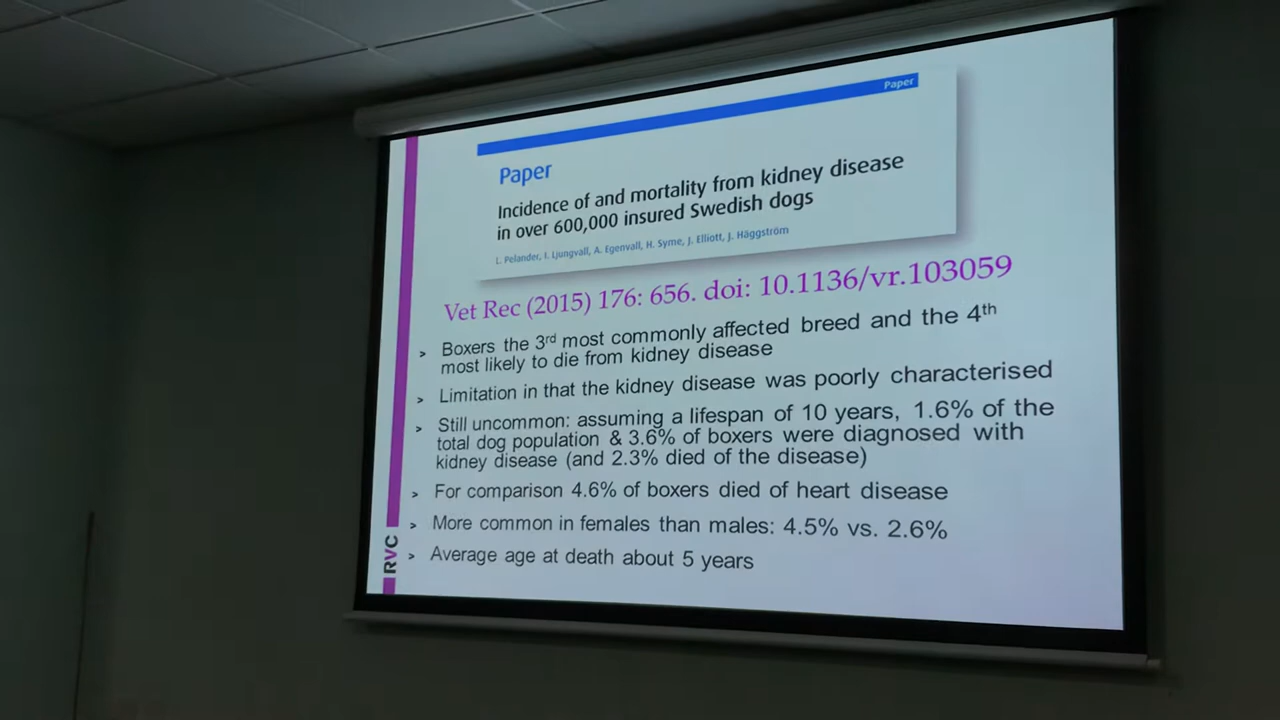 Paper
Paper
Incidence of and mortality from kidney disease
in over 600,000 insured Swedish dogs
L. Pelander, I. Ljungvall, A. Egenvall, H. Syme, J. Elliott, J. Häggström
Vet Rec (2015) 176: 656. doi: 10.1136/vr.103059
> Boxers the 3rd most commonly affected breed and the 4th
most likely to die from kidney disease
> Limitation in that the kidney disease was poorly characterised
> Still uncommon: assuming a lifespan of 10 years, 1.6% of the
total dog population & 3.6% of boxers were diagnosed with
kidney disease (and 2.3% died of the disease)
> For comparison 4.6% of boxers died of heart disease
> More common in females than males: 4.5% vs. 2.6%
> Average age at death about 5 years
RVC